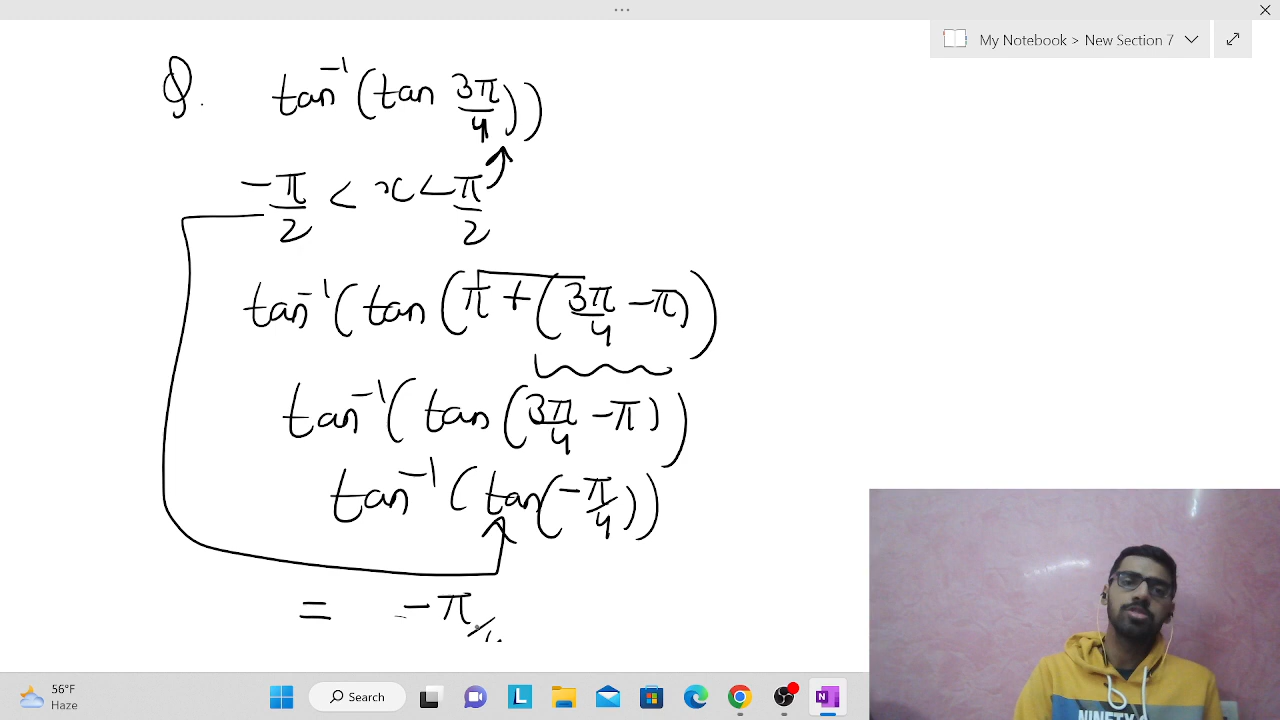 My Notebook > New Section 7
Q. tan⁻¹(tan 3π/4))
-π/2 < x < π/2
tan⁻¹(tan(π + (3π/4 - π))
tan⁻¹(tan(3π/4 - π))
tan⁻¹(tan(-π/4))
= -π/
56°F
Haze
Search
NINETY